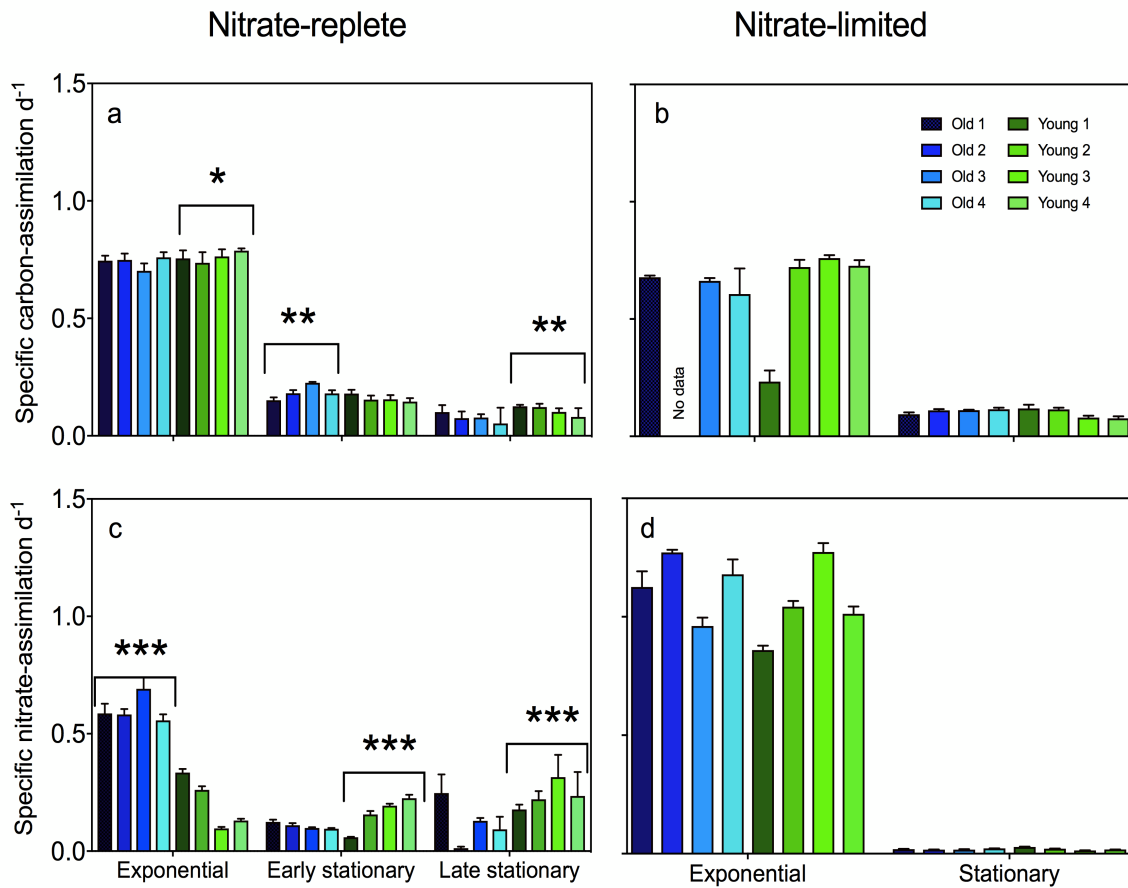 Nitrate-replete
Nitrate-limited
Specific carbon-assimilation d-1
1.5
1.0
0.5
0.0
a
*
**
**
b
Old 1
Old 2
Old 3
Old 4
Young 1
Young 2
Young 3
Young 4
No data
Specific nitrate-assimilation d-1
1.5
1.0
0.5
0.0
c
***
***
***
Exponential
Early stationary
Late stationary
d
Exponential
Stationary